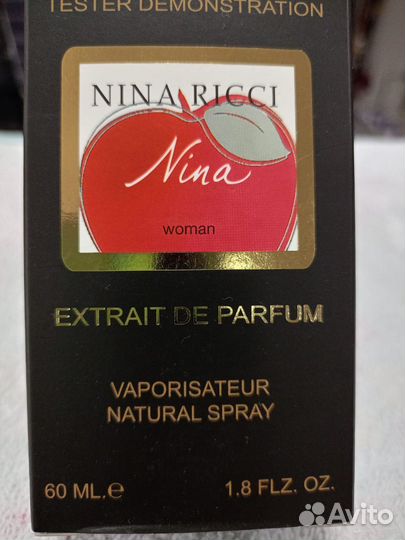 TESTER DEMONSTRATION
NINA RICCI
Nina
woman
EXTRAIT DE PARFUM
VAPORISATEUR
NATURAL SPRAY
60 ML.e 1.8 FLZ. OZ.
Avito